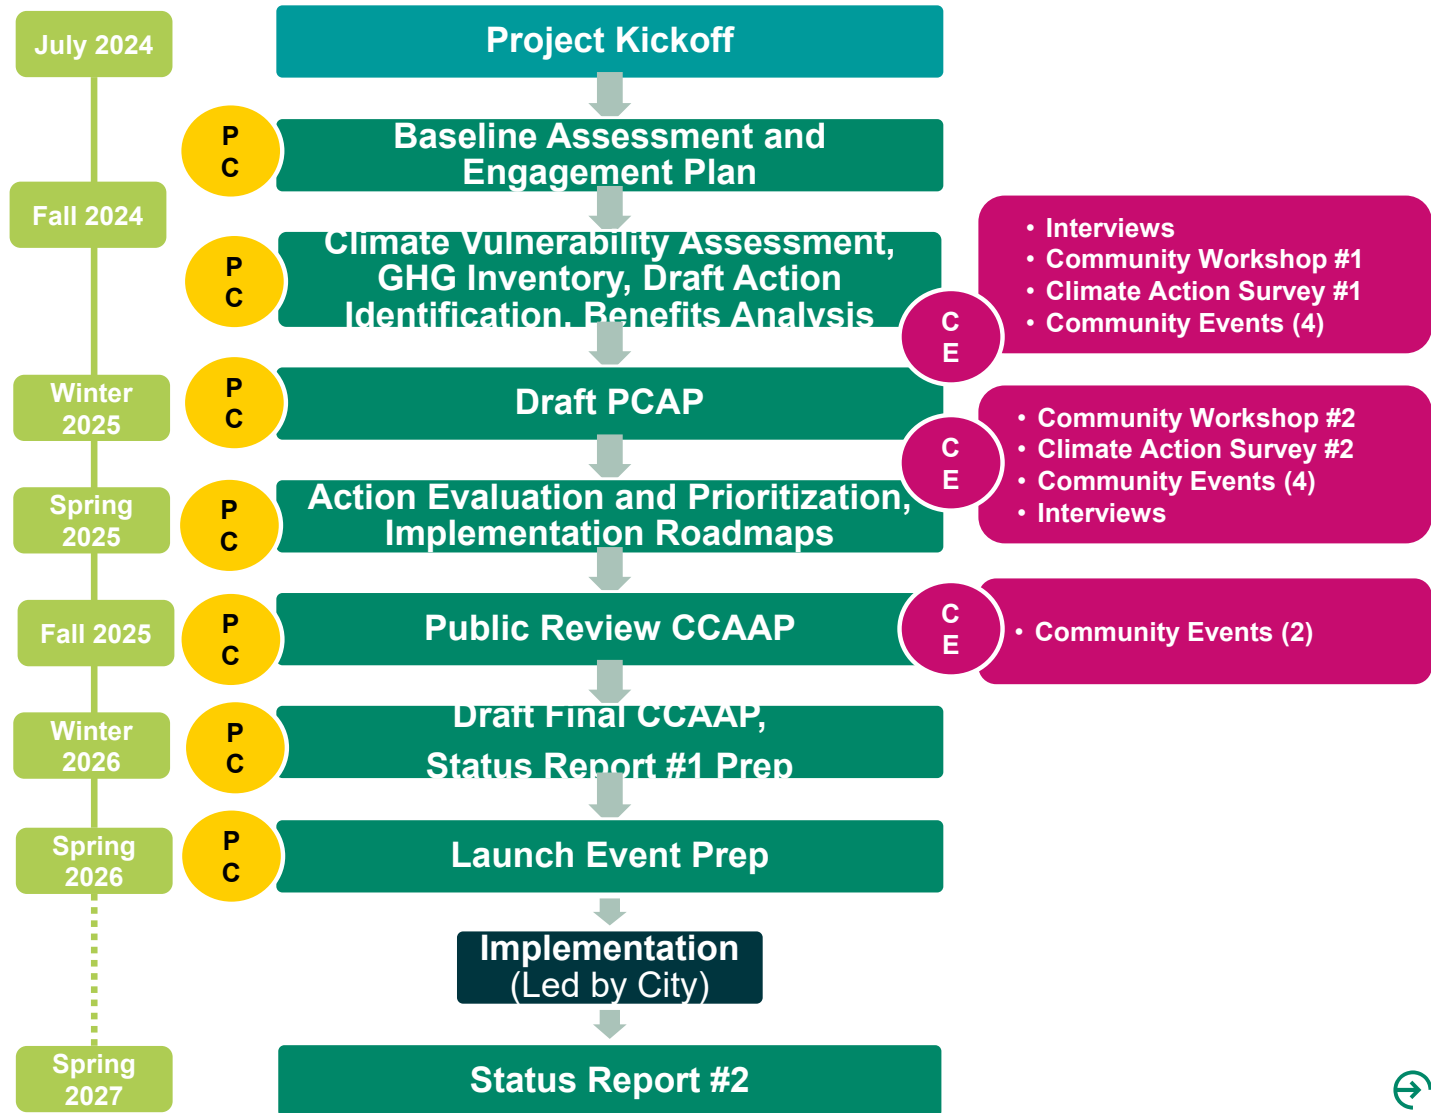 July 2024
Project Kickoff
P
C
Baseline Assessment and
Engagement Plan
Fall 2024
P
C
Climate Vulnerability Assessment,
GHG Inventory, Draft Action
Identification, Benefits Analysis
C
E
• Interviews
• Community Workshop #1
• Climate Action Survey #1
• Community Events (4)
Winter
2025
P
C
Draft PCAP
C
E
• Community Workshop #2
• Climate Action Survey #2
• Community Events (4)
• Interviews
Spring
2025
P
C
Action Evaluation and Prioritization,
Implementation Roadmaps
Fall 2025
P
C
Public Review CCAAP
C
E
• Community Events (2)
Winter
2026
P
C
Draft Final CCAAP,
Status Report #1 Prep
Spring
2026
P
C
Launch Event Prep
Implementation
(Led by City)
Spring
2027
Status Report #2